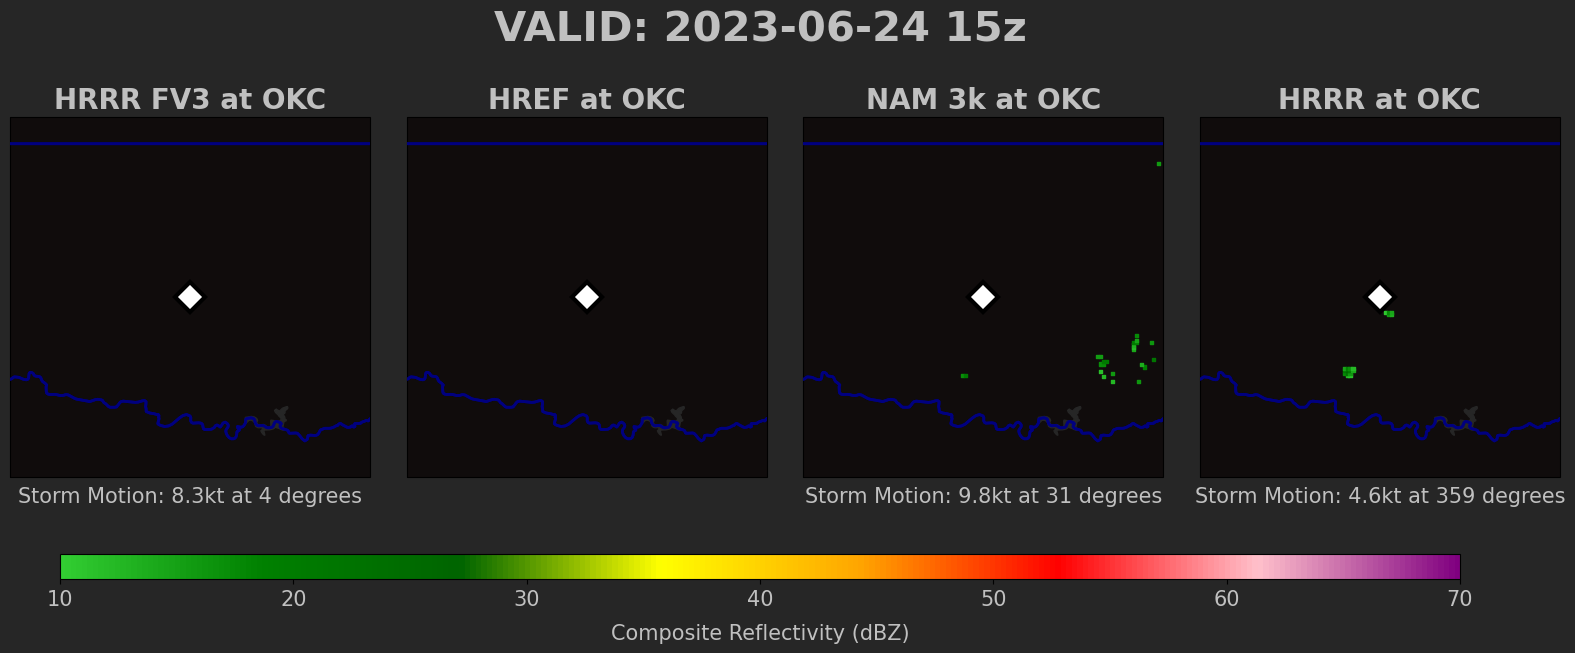 VALID: 2023-06-24 15z
HRRR FV3 at OKC
HREF at OKC
NAM 3k at OKC
HRRR at OKC
Storm Motion: 8.3kt at 4 degrees
Storm Motion: 9.8kt at 31 degrees
Storm Motion: 4.6kt at 359 degrees
10 20 30 40 50 60 70
Composite Reflectivity (dBZ)